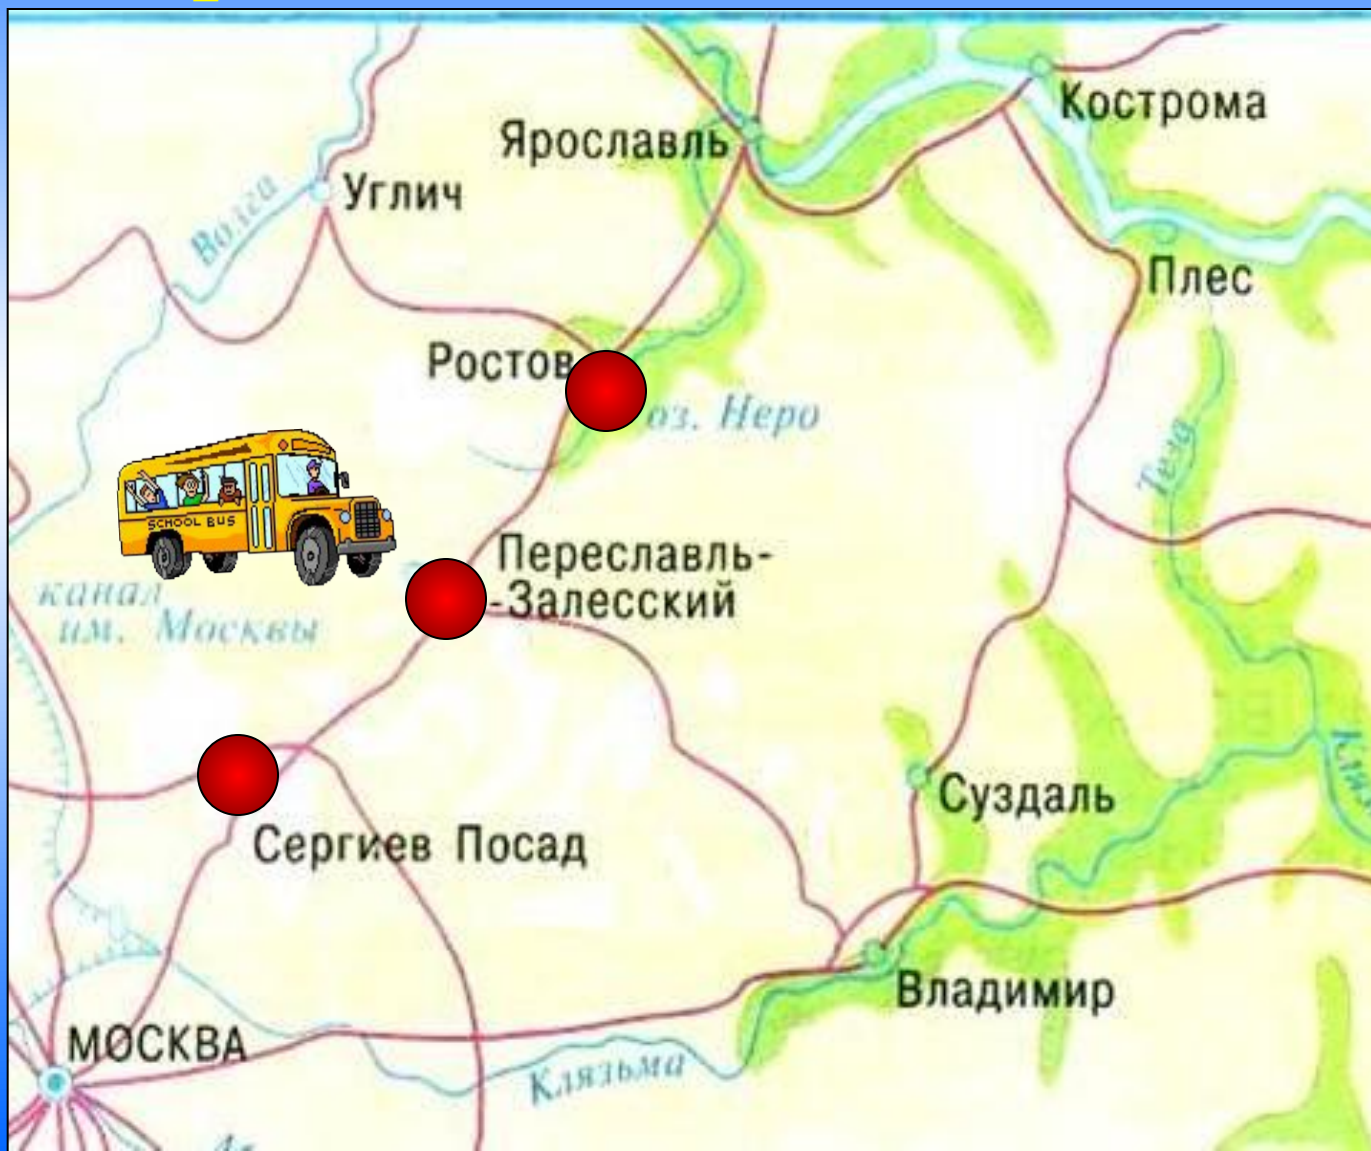 Кострома
Ярославль
Волга
Углич
Плес
Ростов
оз. Неро
Теза
SCHOOL BUS
Переславль-
-Залесский
канал
им. Москвы
Суздаль
Сергиев Посад
Владимир
МОСКВА
Клязьма